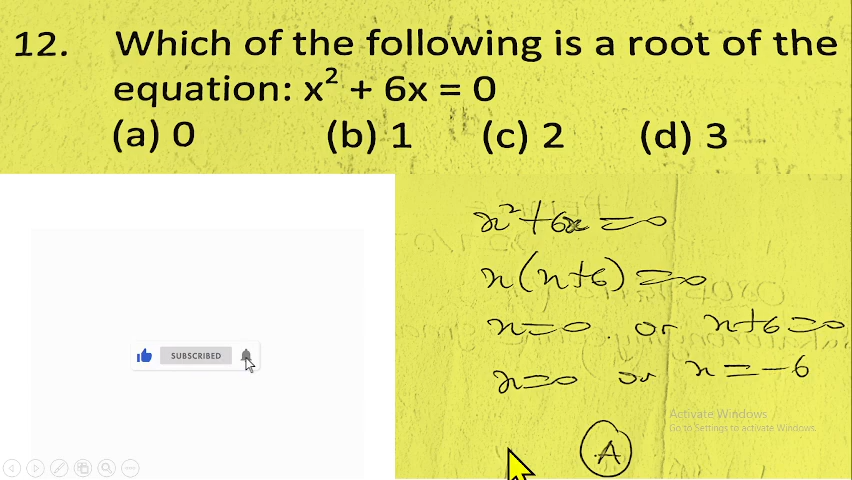 12. Which of the following is a root of the
equation: x² + 6x = 0
(a) 0 (b) 1 (c) 2 (d) 3
x²+6x=0
x(x+6)=0
x=0. or x+6=0
x=0 or x=-6
SUBSCRIBED
Activate Windows
Go to Settings to activate Windows.
A